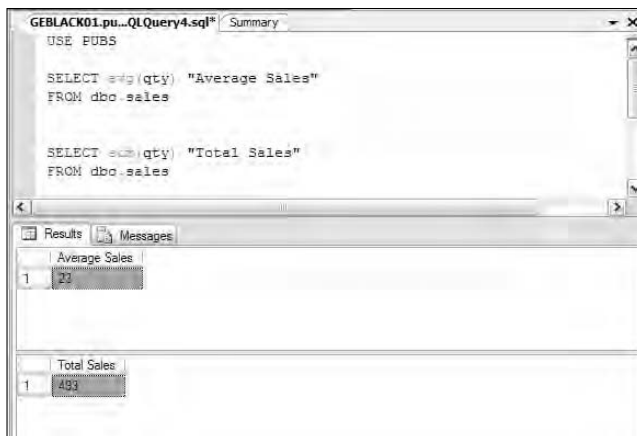 GEBLACK01.pu...QLQuery4.sql* Summary
USE PUBS
SELECT avg(qty) "Average Sales"
FROM dbo.sales
SELECT sum(qty) "Total Sales"
FROM dbo.sales
Results Messages
Average Sales
1 23
Total Sales
1 493